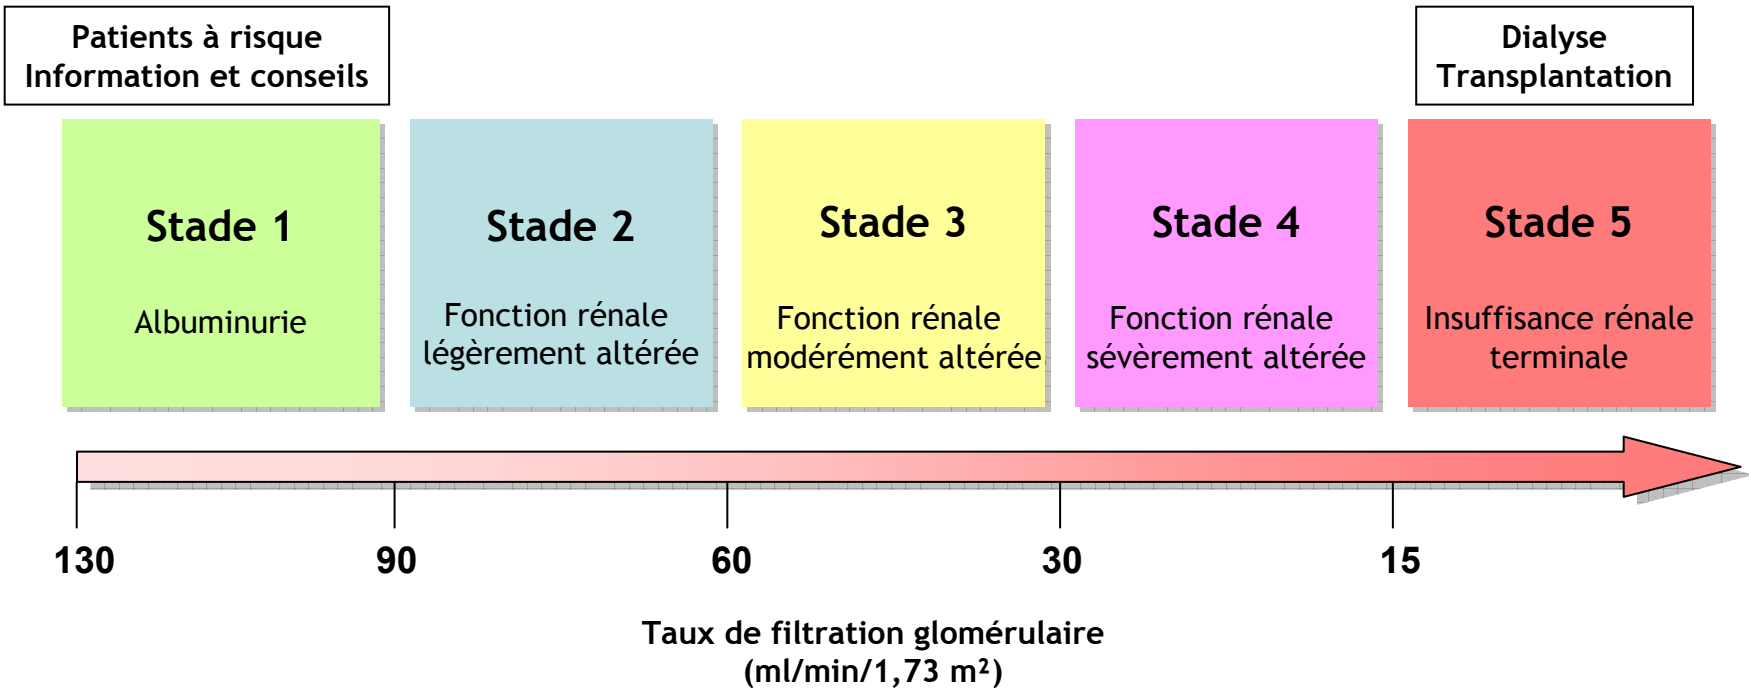 Patients à risque
Information et conseils
Dialyse
Transplantation
Stade 1
Albuminurie
Stade 2
Fonction rénale
légèrement altérée
Stade 3
Fonction rénale
modérément altérée
Stade 4
Fonction rénale
sévèrement altérée
Stade 5
Insuffisance rénale
terminale
130
90
60
30
15
Taux de filtration glomérulaire
(ml/min/1,73 m²)